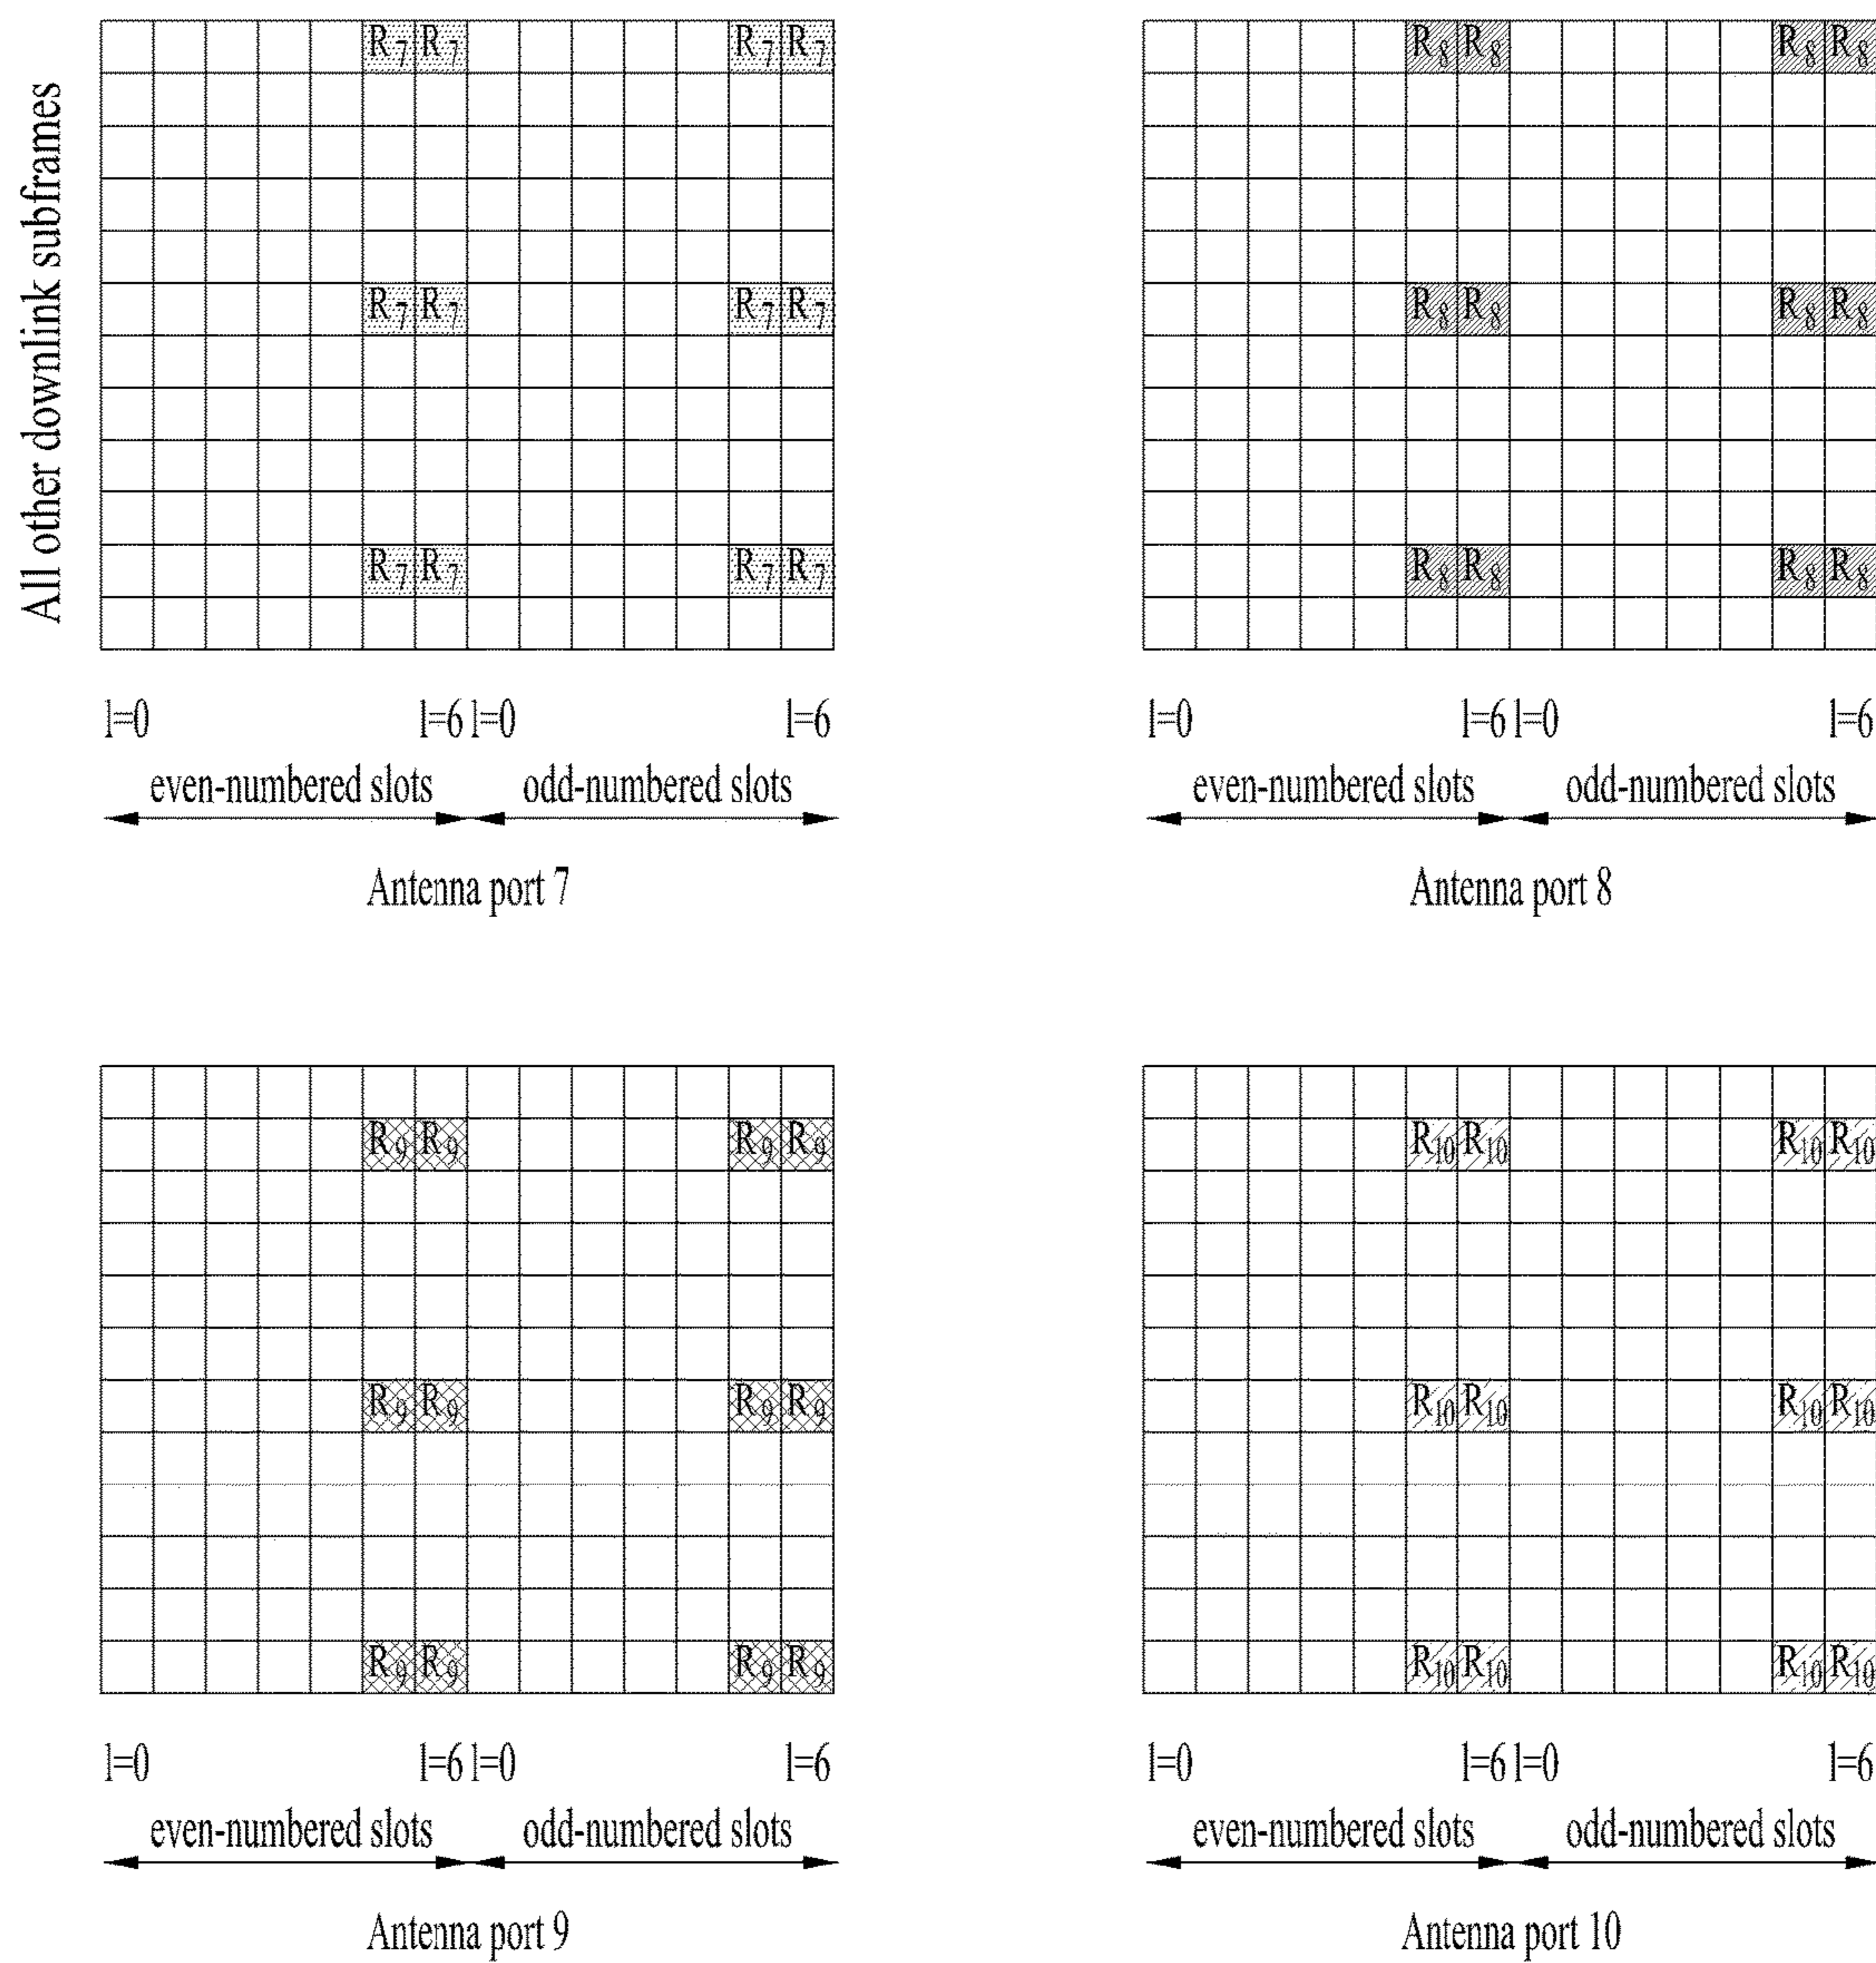 All other downlink subframes
R7 R7 R7 R7 R8 R8 R8 R8
R7 R7 R7 R7 R8 R8 R8 R8
R7 R7 R7 R7 R8 R8 R8 R8
l=0 l=6 l=0 l=6 l=0 l=6 l=0 l=6
even-numbered slots odd-numbered slots even-numbered slots odd-numbered slots
Antenna port 7 Antenna port 8
R9 R9 R9 R9 R10 R10 R10 R10
R9 R9 R9 R9 R10 R10 R10 R10
R9 R9 R9 R9 R10 R10 R10 R10
l=0 l=6 l=0 l=6 l=0 l=6 l=0 l=6
even-numbered slots odd-numbered slots even-numbered slots odd-numbered slots
Antenna port 9 Antenna port 10